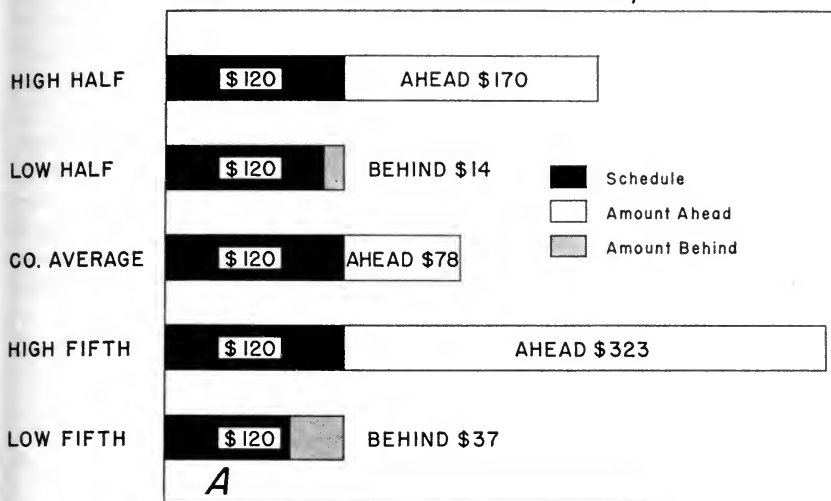 HIGH HALF $120 AHEAD $170
LOW HALF $120 BEHIND $14
Schedule
Amount Ahead
CO. AVERAGE $120 AHEAD $78
Amount Behind
HIGH FIFTH $120 AHEAD $323
LOW FIFTH $120 BEHIND $37
A